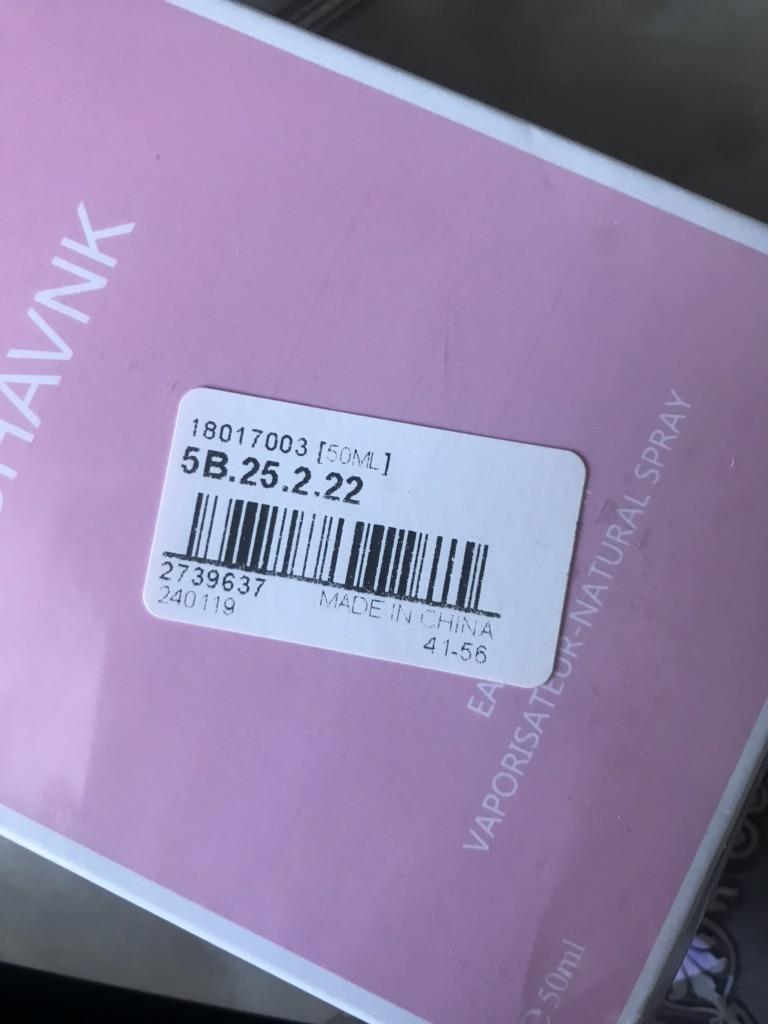 HAVNK
18017003 [50ML]
5B.25.2.22
2739637
240119
MADE IN CHINA
41-56
VAPORISATEUR-NATURAL SPRAY
50ml